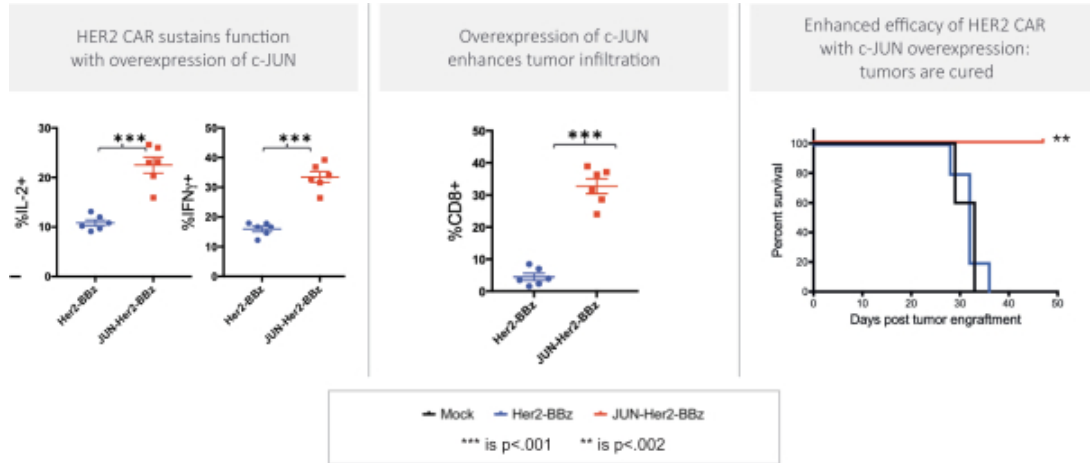 HER2 CAR sustains function
with overexpression of c-JUN
Overexpression of c-JUN
enhances tumor infiltration
Enhanced efficacy of HER2 CAR
with c-JUN overexpression:
tumors are cured
%IL-2+
30
20
10
0
***
Her2-BBz
JUN-Her2-BBz
%IFNγ+
50
40
30
20
10
0
***
Her2-BBz
JUN-Her2-BBz
%CD8+
50
40
30
20
10
0
***
Her2-BBz
JUN-Her2-BBz
Percent survival
100
80
60
40
20
0
**
0 10 20 30 40 50
Days post tumor engraftment
Mock Her2-BBz JUN-Her2-BBz
*** is p<.001 ** is p<.002